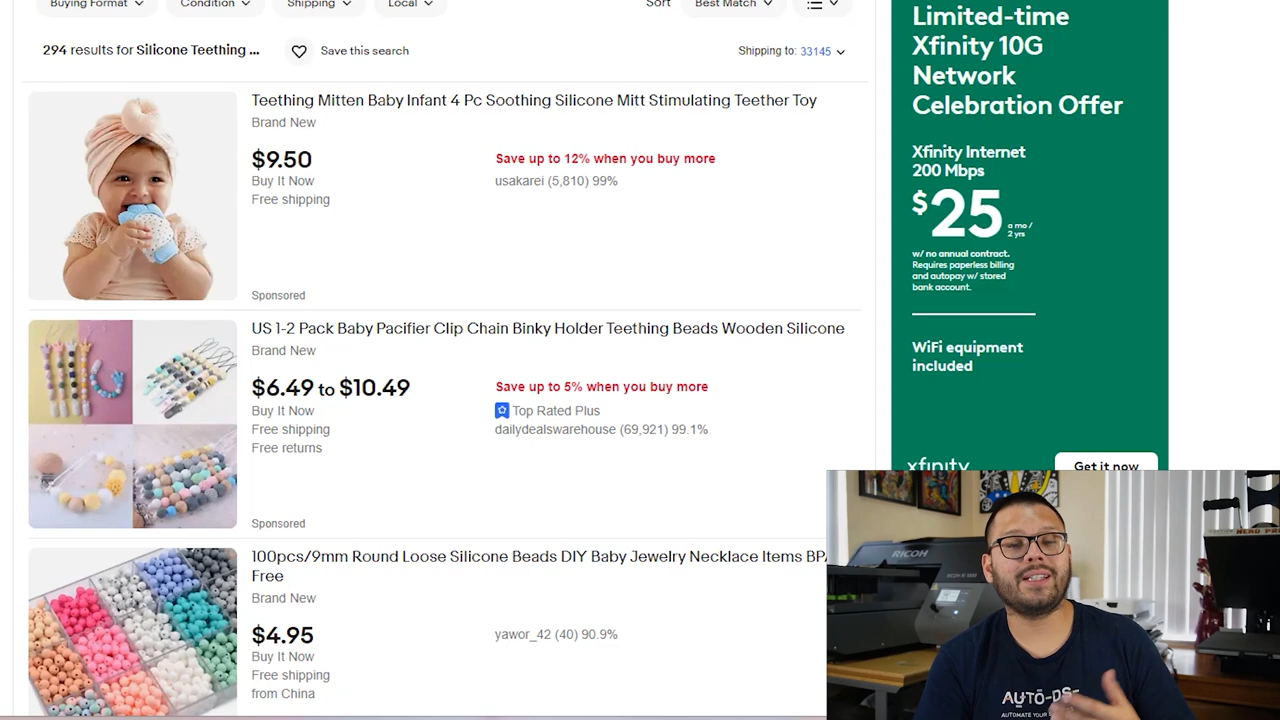 Buying Format
Condition
Shipping
Local
Sort
Best Match
294 results for Silicone Teething ...
Save this search
Shipping to: 33145
Teething Mitten Baby Infant 4 Pc Soothing Silicone Mitt Stimulating Teether Toy
Brand New
$9.50
Save up to 12% when you buy more
Buy It Now
usakarei (5,810) 99%
Free shipping
Sponsored
US 1-2 Pack Baby Pacifier Clip Chain Binky Holder Teething Beads Wooden Silicone
Brand New
$6.49 to $10.49
Save up to 5% when you buy more
Buy It Now
Top Rated Plus
Free shipping
dailydealswarehouse (69,921) 99.1%
Free returns
Sponsored
100pcs/9mm Round Loose Silicone Beads DIY Baby Jewelry Necklace Items BPA
Free
Brand New
$4.95
yawor_42 (40) 90.9%
Buy It Now
Free shipping
from China
Limited-time
Xfinity 10G
Network
Celebration Offer
Xfinity Internet
200 Mbps
$25
a mo /
2 yrs
w/ no annual contract.
Requires paperless billing
and autopay w/ stored
bank account.
WiFi equipment
included
xfinity
Get it now
RICOH
AUTO-DS
AUTOMATE YOUR